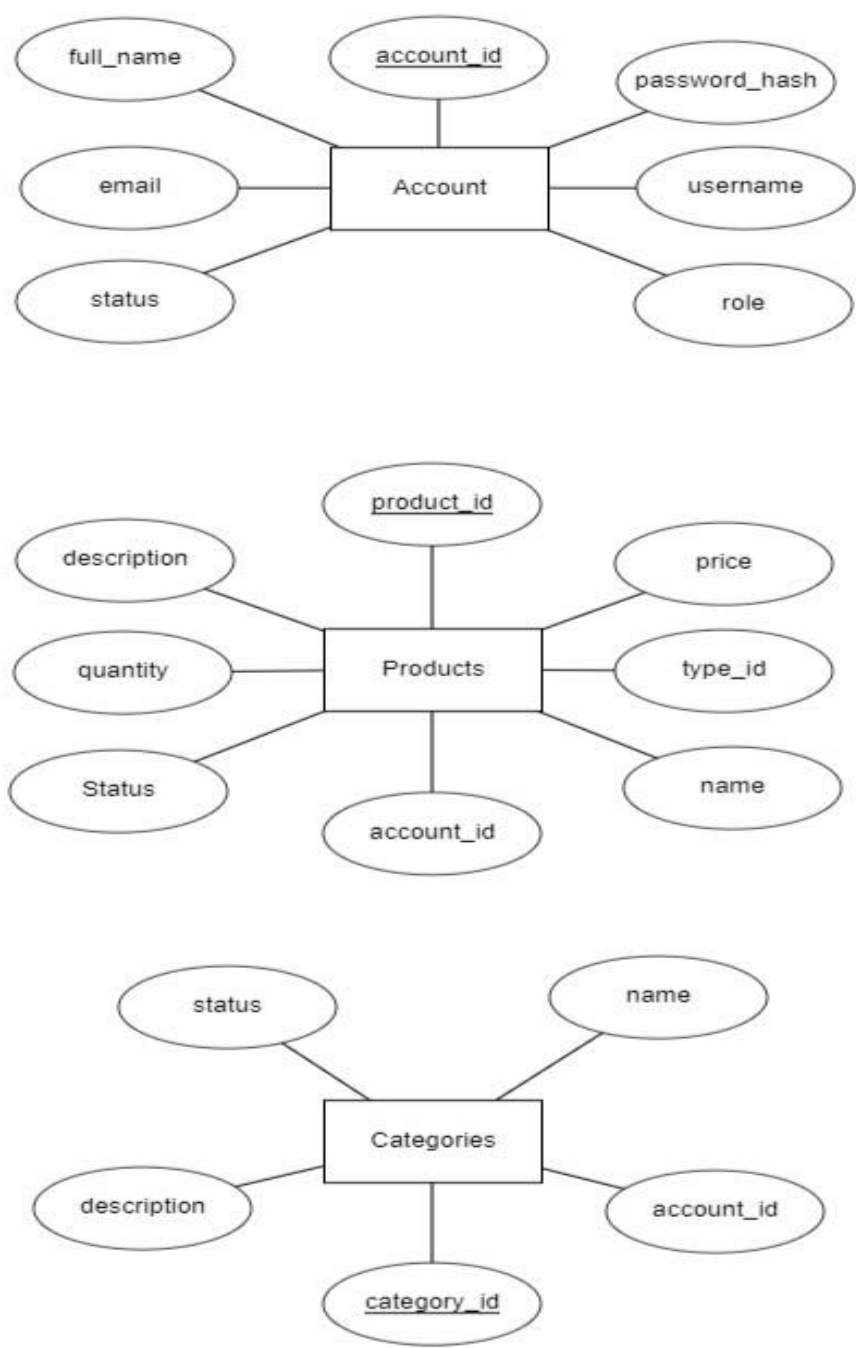 full_name
account_id
password_hash
email
Account
username
status
role
product_id
description
price
quantity
Products
type_id
Status
name
account_id
status
name
Categories
description
account_id
category_id